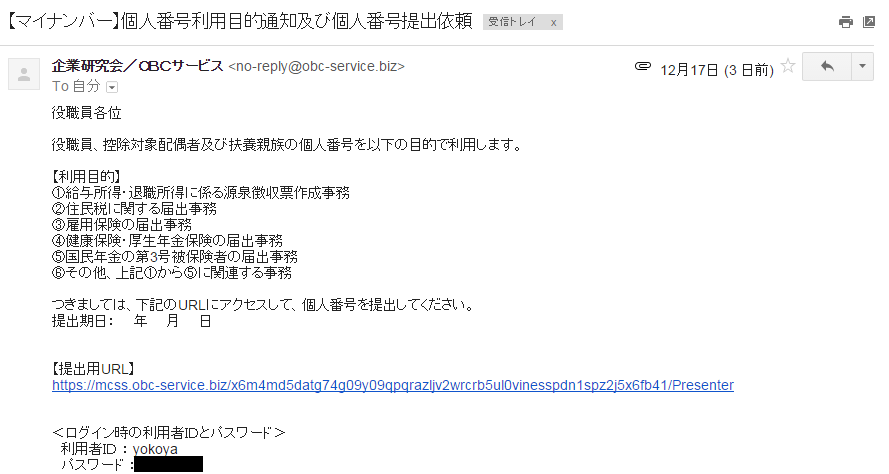 【マイナンバー】個人番号利用目的通知及び個人番号提出依頼 受信トレイ x
企業研究会／OBCサービス <no-reply@obc-service.biz> 12月17日 (3 日前)
To 自分
役職員各位
役職員、控除対象配偶者及び扶養親族の個人番号を以下の目的で利用します。
【利用目的】
①給与所得・退職所得に係る源泉徴収票作成事務
②住民税に関する届出事務
③雇用保険の届出事務
④健康保険・厚生年金保険の届出事務
⑤国民年金の第3号被保険者の届出事務
⑥その他、上記①から⑤に関連する事務
つきましては、下記のURLにアクセスして、個人番号を提出してください。
提出期日： 年 月 日
【提出用URL】
https://mcss.obc-service.biz/x6m4md5datg74g09y09qpqrazljv2wrcrb5ul0vinesspdn1spz2j5x6fb41/Presenter
＜ログイン時の利用者IDとパスワード＞
利用者ID ： yokoya
パスワード ：